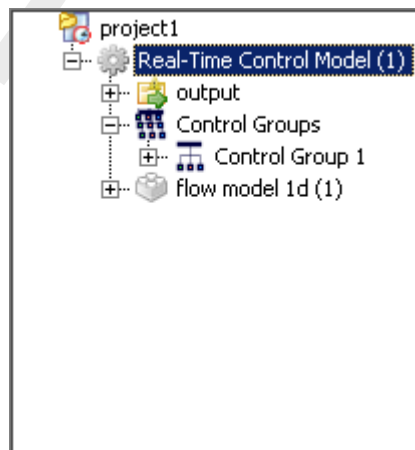 project1
Real-Time Control Model (1)
output
Control Groups
Control Group 1
flow model 1d (1)